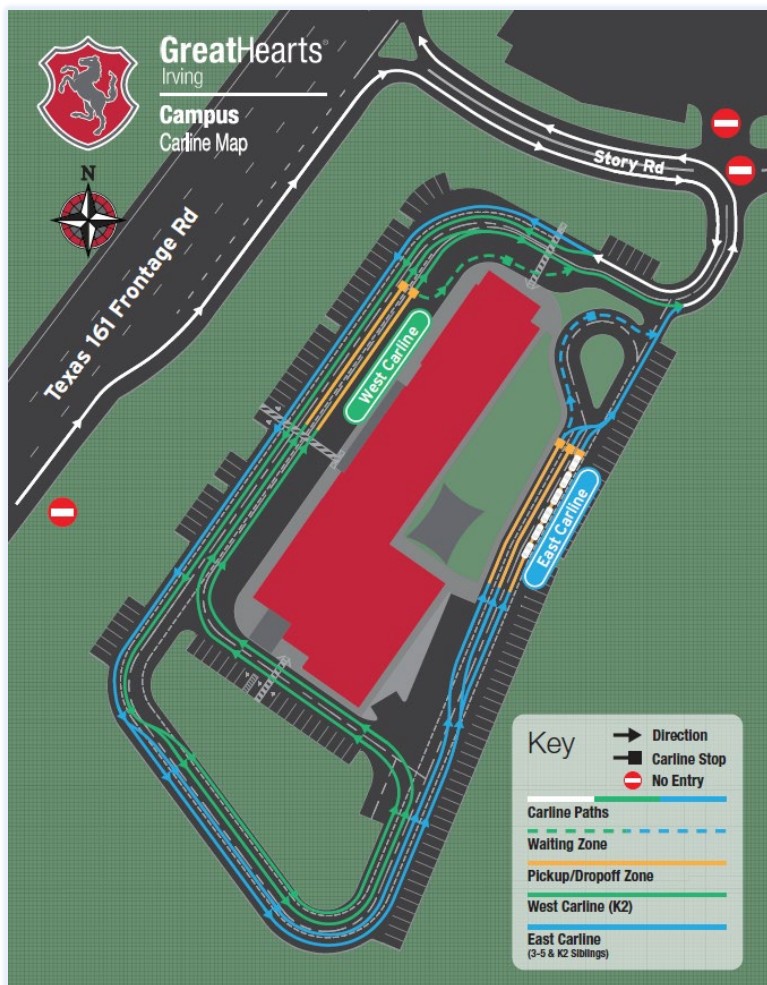 GreatHearts®
Irving
Campus
Carline Map
N
Texas 161 Frontage Rd
Story Rd
West Carline
East Carline
Key
Direction
Carline Stop
No Entry
Carline Paths
Waiting Zone
Pickup/Dropoff Zone
West Carline (K2)
East Carline
(3-5 & K2 Siblings)